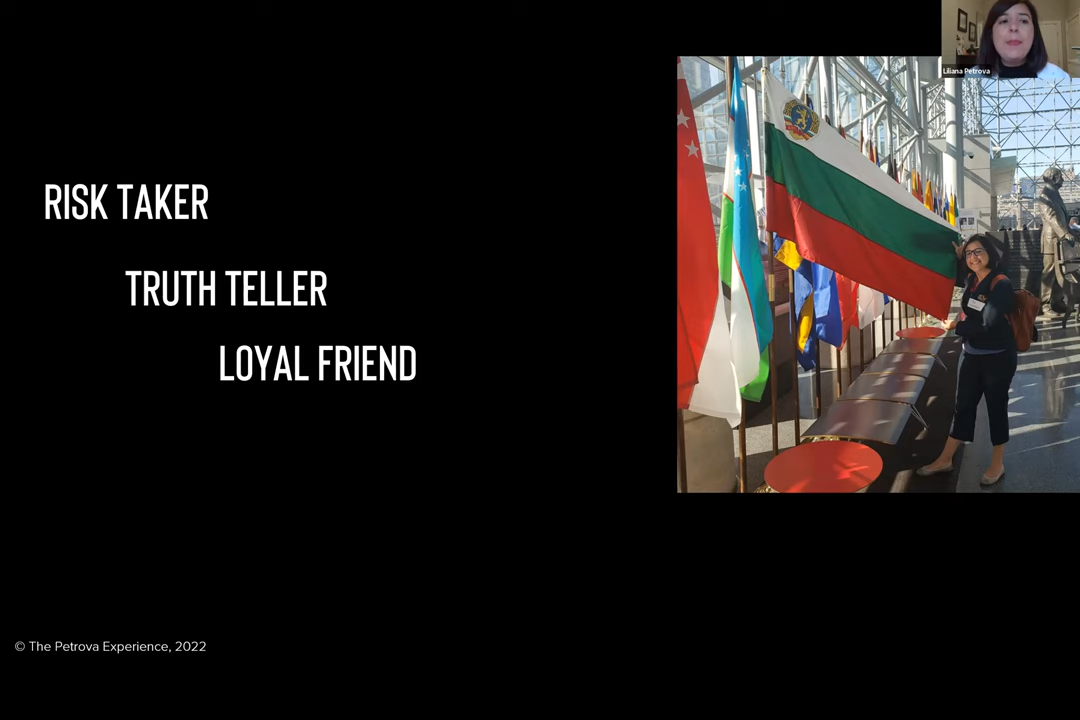 Liliana Petrova
RISK TAKER
TRUTH TELLER
LOYAL FRIEND
© The Petrova Experience, 2022